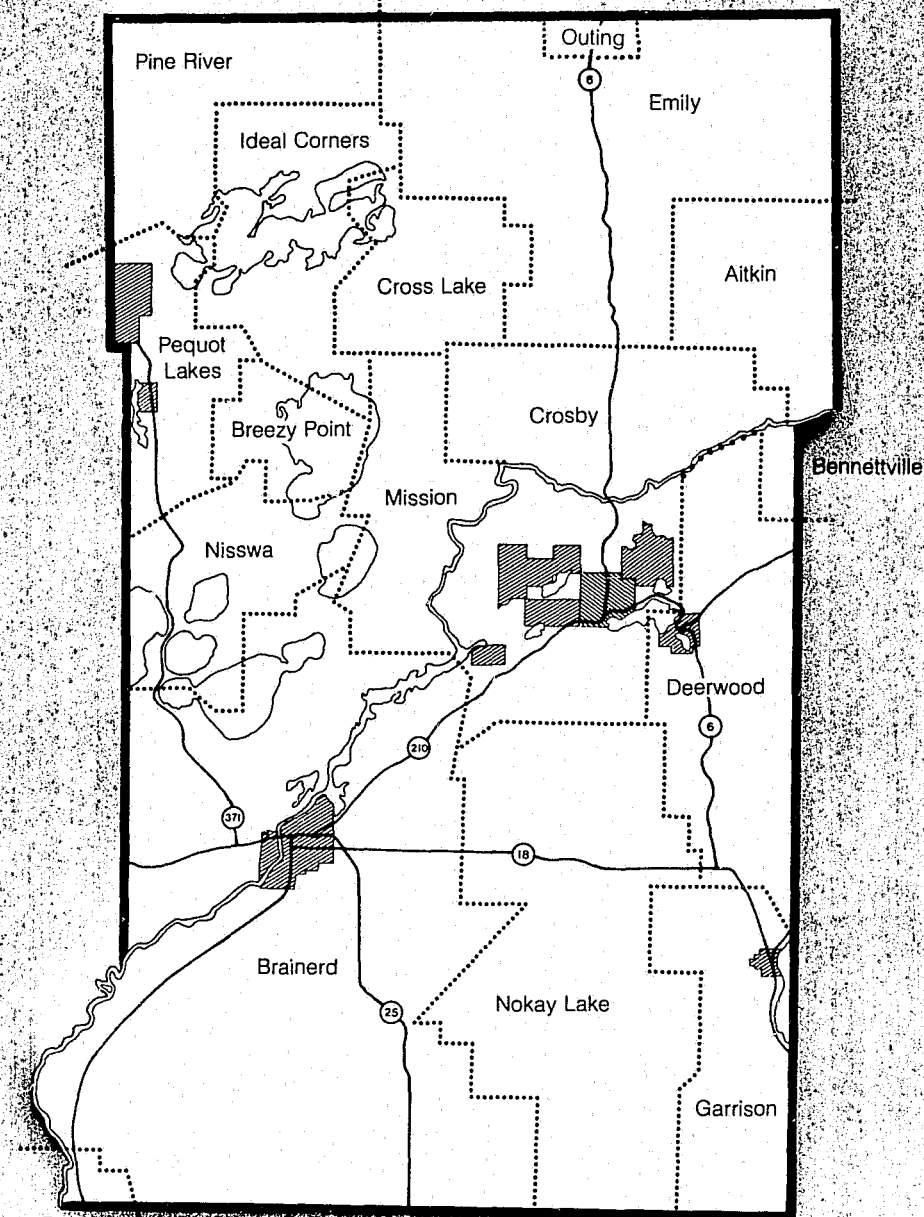 Outing
6
Pine River
Emily
Ideal Corners
Aitkin
Cross Lake
Pequot
Lakes
Crosby
Breezy Point
Bennettville
Mission
Nisswa
Deerwood
6
210
371
18
Brainerd
Nokay Lake
25
Garrison